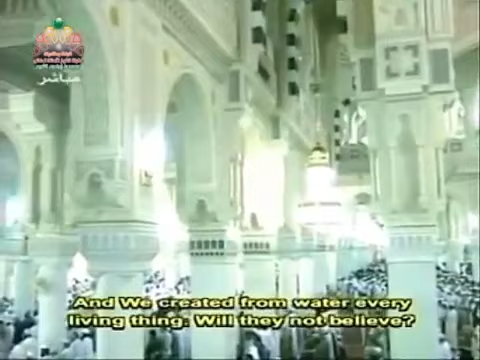 مباشر
And We created from water every
living thing. Will they not believe?